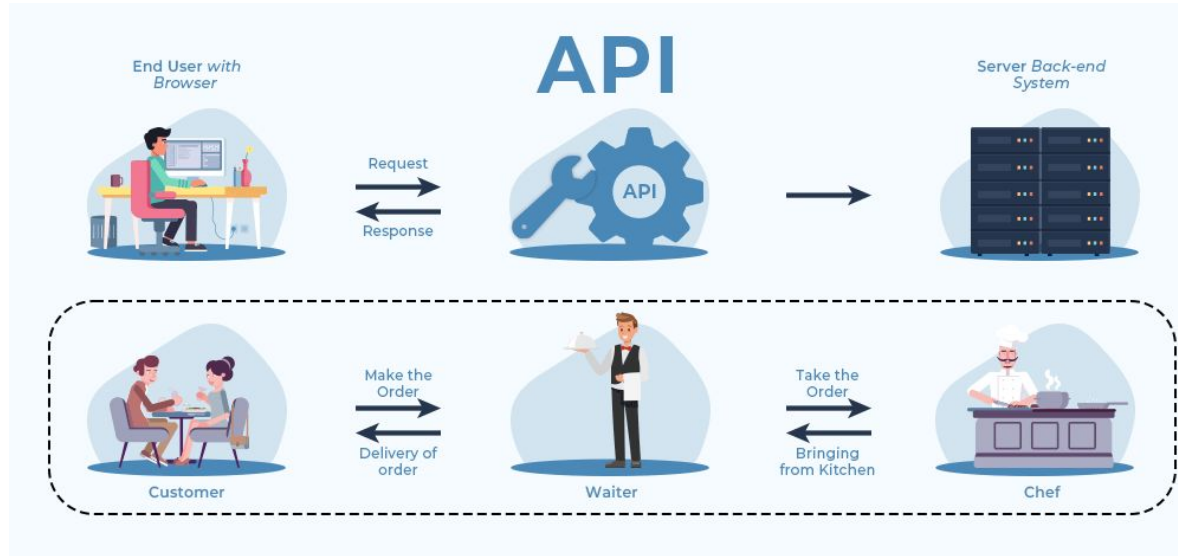 API
End User with
Browser
Server Back-end
System
Request
API
Response
Make the
Order
Take the
Order
Delivery of
order
Bringing
from Kitchen
Customer
Waiter
Chef